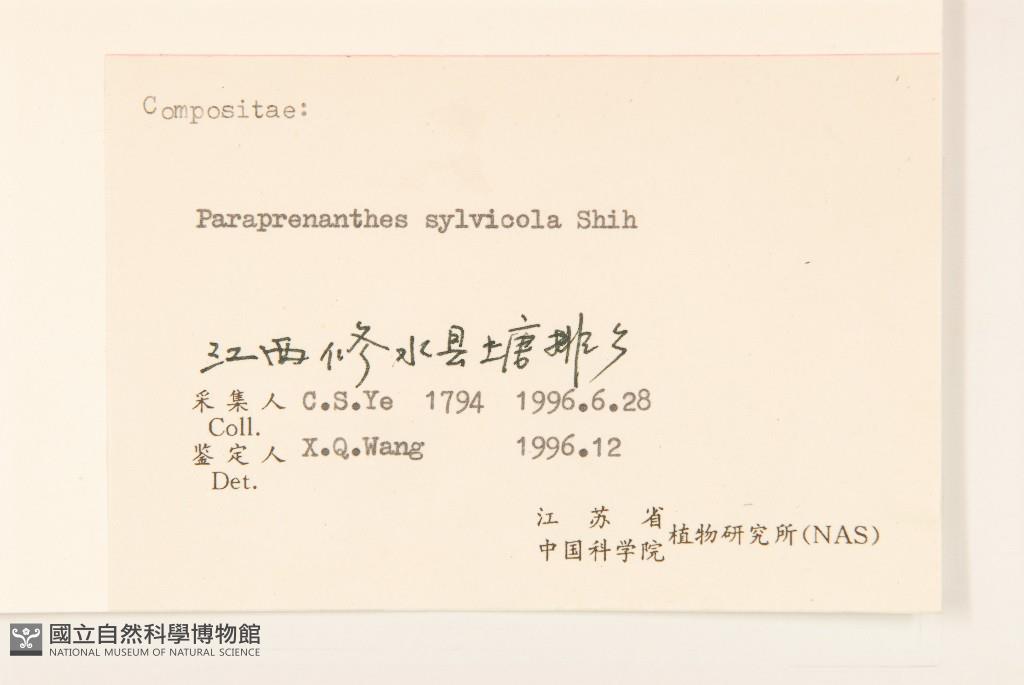 Compositae:
Paraprenanthes sylvicola Shih
江西修水县塘排乡
采集人 C.S.Ye 1794 1996.6.28
Coll.
鉴定人 X.Q.Wang 1996.12
Det.
江苏省
中国科学院 植物研究所(NAS)
國立自然科學博物館
NATIONAL MUSEUM OF NATURAL SCIENCE